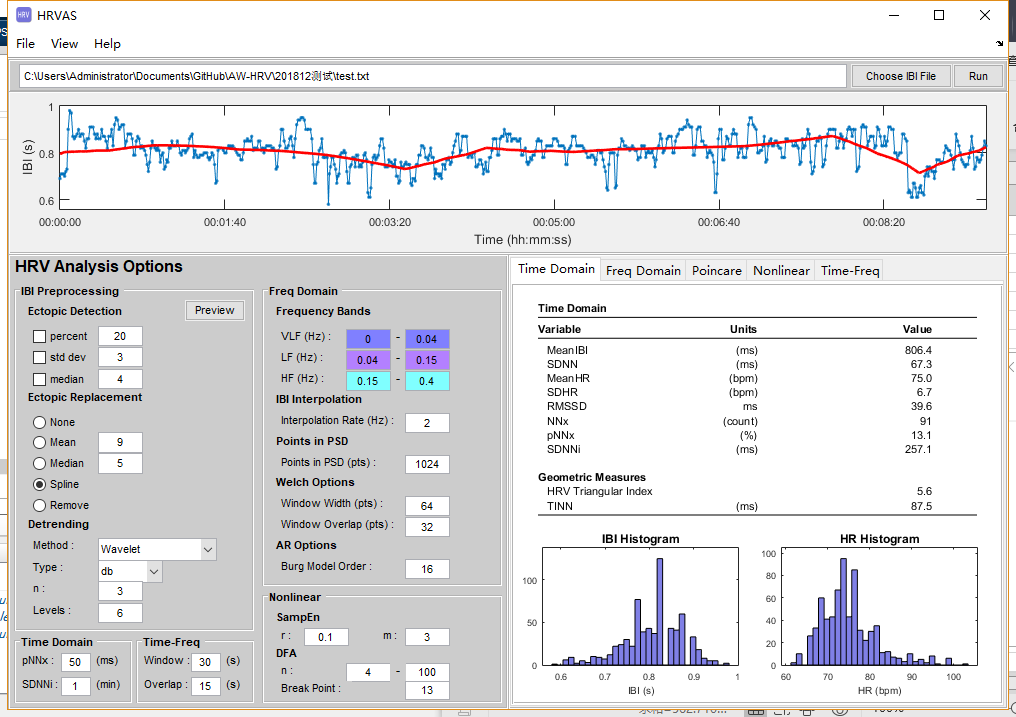 HRV HRVAS
File View Help
C:\Users\Administrator\Documents\GitHub\AW-HRV\201812测试\test.txt Choose IBI File Run
1
0.8
0.6
IBI (s)
00:00:00 00:01:40 00:03:20 00:05:00 00:06:40 00:08:20
Time (hh:mm:ss)
HRV Analysis Options
IBI Preprocessing
Ectopic Detection Preview
percent 20
std dev 3
median 4
Ectopic Replacement
None
Mean 9
Median 5
Spline
Remove
Detrending
Method : Wavelet
Type : db
n : 3
Levels : 6
Time Domain
pNNx : 50 (ms)
SDNNi : 1 (min)
Time-Freq
Window : 30 (s)
Overlap : 15 (s)
Freq Domain
Frequency Bands
VLF (Hz) : 0 - 0.04
LF (Hz) : 0.04 - 0.15
HF (Hz) : 0.15 - 0.4
IBI Interpolation
Interpolation Rate (Hz) : 2
Points in PSD
Points in PSD (pts) : 1024
Welch Options
Window Width (pts) : 64
Window Overlap (pts) : 32
AR Options
Burg Model Order : 16
Nonlinear
SampEn
r : 0.1 m : 3
DFA
n : 4 - 100
Break Point : 13
Time Domain Freq Domain Poincare Nonlinear Time-Freq
Time Domain
Variable Units Value
MeanIBI (ms) 806.4
SDNN (ms) 67.3
MeanHR (bpm) 75.0
SDHR (bpm) 6.7
RMSSD ms 39.6
NNx (count) 91
pNNx (%) 13.1
SDNNi (ms) 257.1
Geometric Measures
HRV Triangular Index 5.6
TINN (ms) 87.5
IBI Histogram
100
50
0
0.6 0.7 0.8 0.9 1
IBI (s)
HR Histogram
100
80
60
40
20
0
60 70 80 90 100
HR (bpm)